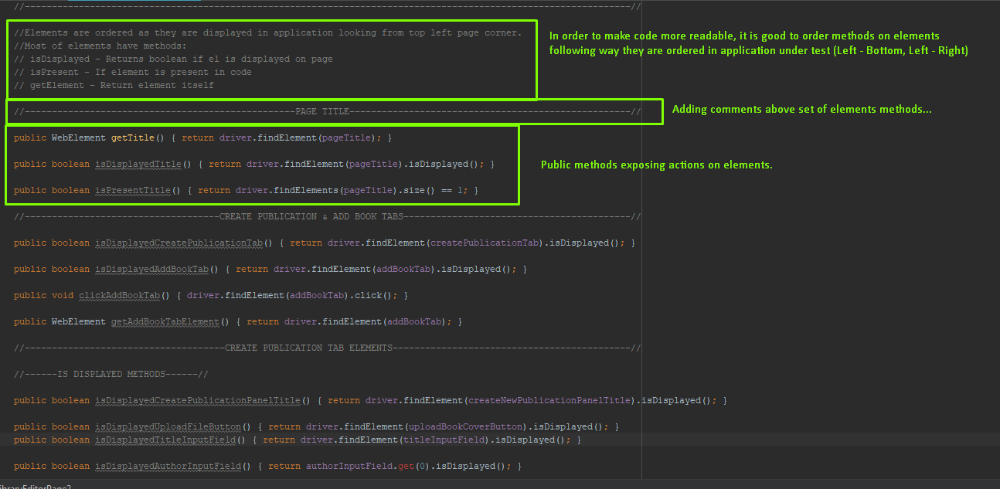 //----------------------------------------------------------------------------------------------------------------//
//Elements are ordered as they are displayed in application looking from top left page corner.
//Most of elements have methods:
// isDisplayed - Returns boolean if el is displayed on page
// isPresent - If element is present in code
// getElement - Return element itself
In order to make code more readable, it is good to order methods on elements
following way they are ordered in application under test (Left - Bottom, Left - Right)
//--------------------------------------------------PAGE TITLE----------------------------------------------------//
Adding comments above set of elements methods...
public WebElement getTitle() { return driver.findElement(pageTitle); }
public boolean isDisplayedTitle() { return driver.findElement(pageTitle).isDisplayed(); }
Public methods exposing actions on elements.
public boolean isPresentTitle() { return driver.findElements(pageTitle).size() == 1; }
//------------------------------------CREATE PUBLICATION & ADD BOOK TABS------------------------------------------//
public boolean isDisplayedCreatePublicationTab() { return driver.findElement(createPublicationTab).isDisplayed(); }
public boolean isDisplayedAddBookTab() { return driver.findElement(addBookTab).isDisplayed(); }
public void clickAddBookTab() { driver.findElement(addBookTab).click(); }
public WebElement getAddBookTabElement() { return driver.findElement(addBookTab); }
//-------------------------------------CREATE PUBLICATION TAB ELEMENTS--------------------------------------------//
//------IS DISPLAYED METHODS------//
public boolean isDisplayedCreatePublicationPanelTitle() { return driver.findElement(createNewPublicationPanelTitle).isDisplayed(); }
public boolean isDisplayedUploadFileButton() { return driver.findElement(uploadBookCoverButton).isDisplayed(); }
public boolean isDisplayedTitleInputField() { return driver.findElement(titleInputField).isDisplayed(); }
public boolean isDisplayedAuthorInputField() { return authorInputField.get(0).isDisplayed(); }